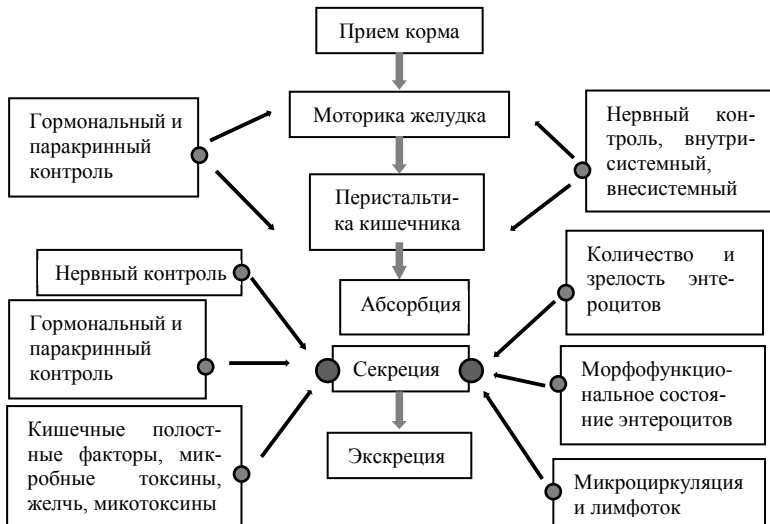 Прием корма
Гормональный и
паракринный
контроль
Моторика желудка
Нервный кон-
троль, внутри-
системный,
внесистемный
Перистальти-
ка кишечника
Нервный контроль
Количество и
зрелость энте-
роцитов
Абсорбция
Гормональный и
паракринный
контроль
Секреция
Морфофункцио-
нальное состоя-
ние энтероцитов
Кишечные полост-
ные факторы, мик-
робные токсины,
желчь, микотоксины
Экскреция
Микроциркуляция
и лимфоток